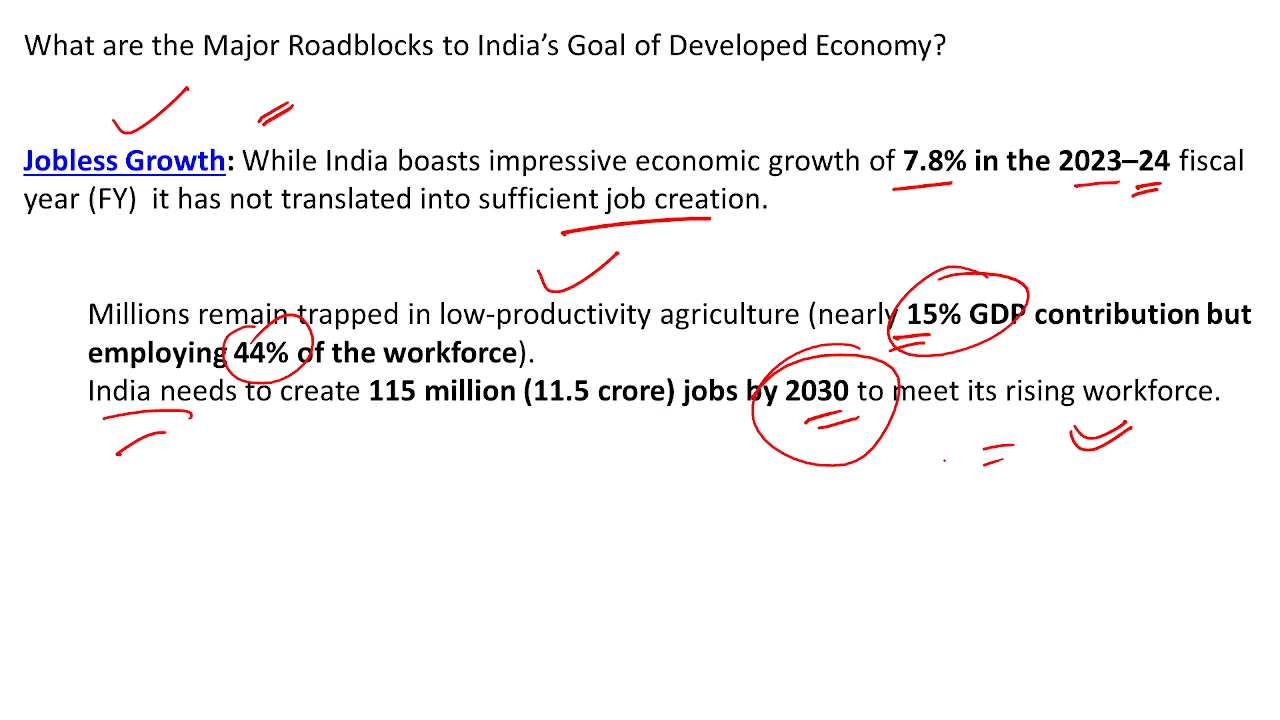 What are the Major Roadblocks to India’s Goal of Developed Economy?
Jobless Growth: While India boasts impressive economic growth of 7.8% in the 2023–24 fiscal
year (FY) it has not translated into sufficient job creation.
Millions remain trapped in low-productivity agriculture (nearly 15% GDP contribution but
employing 44% of the workforce).
India needs to create 115 million (11.5 crore) jobs by 2030 to meet its rising workforce.